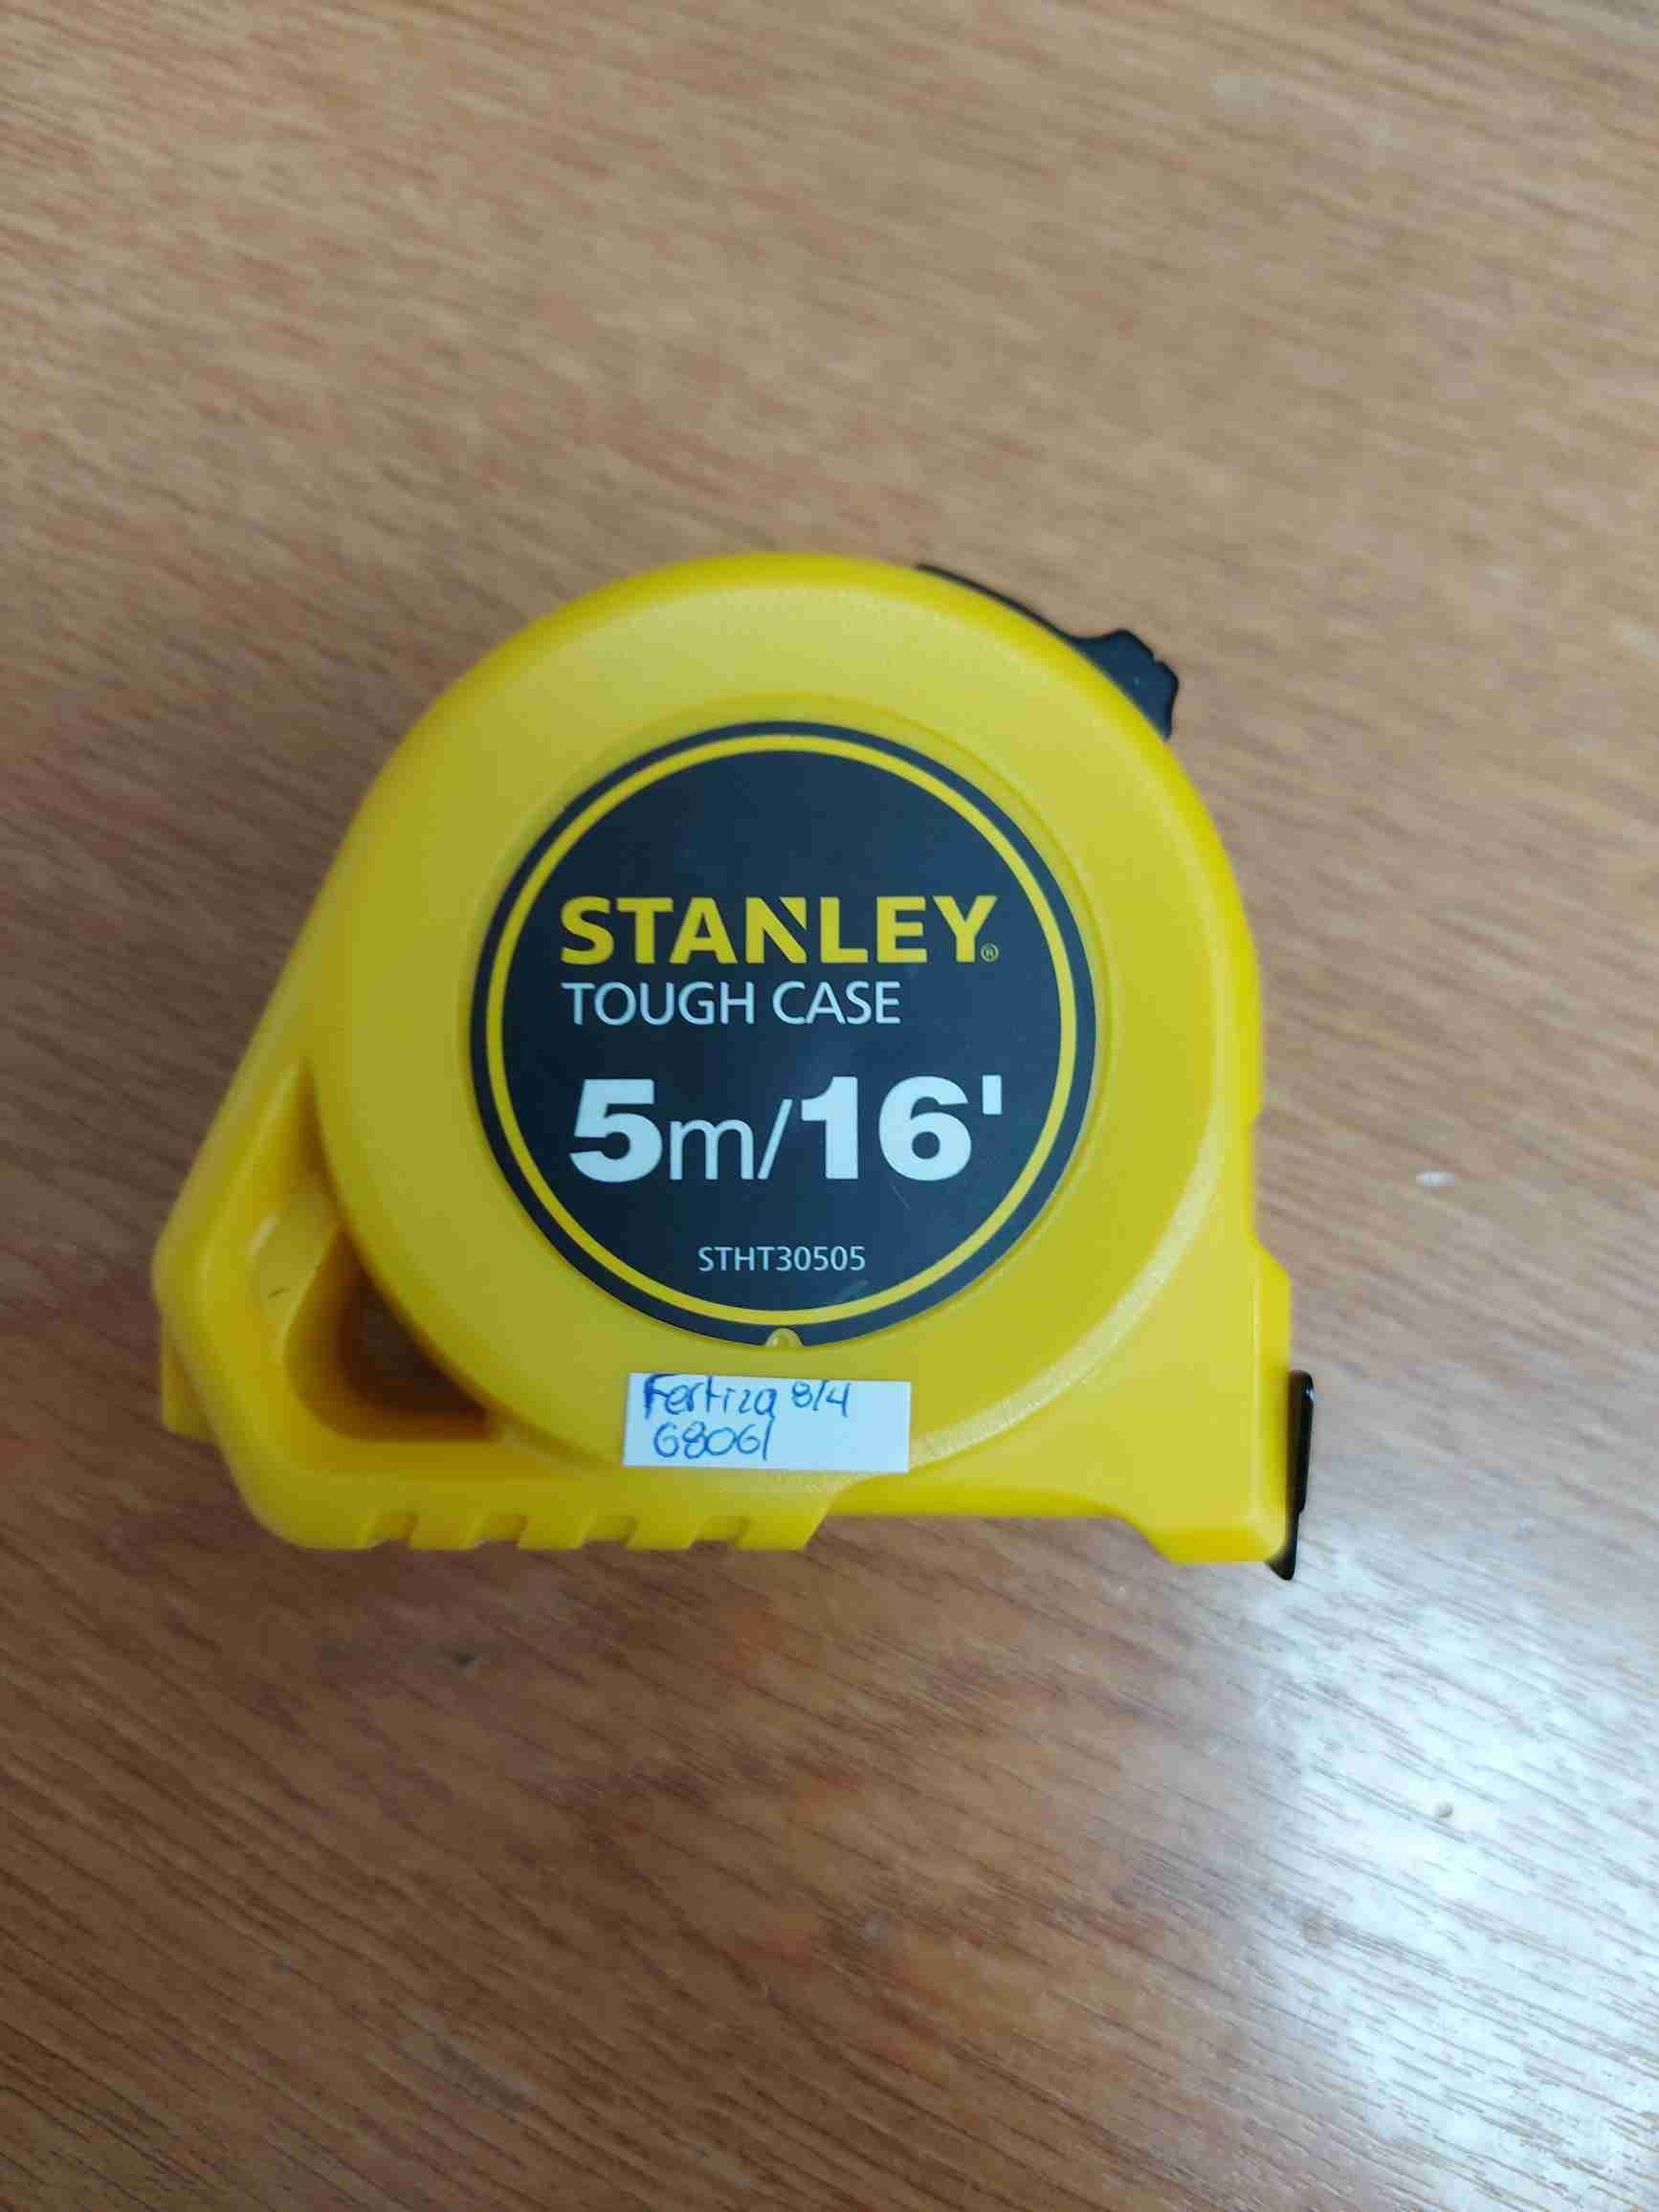 STANLEY®
TOUGH CASE
5m/16'
STHT30505
Fertiza 8/4
68061